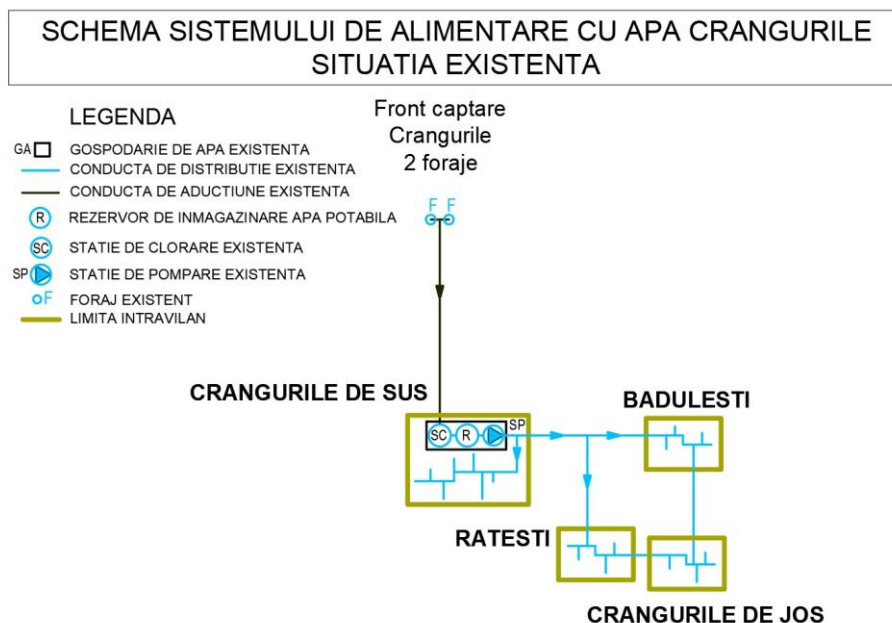 SCHEMA SISTEMULUI DE ALIMENTARE CU APA CRANGURILE
SITUATIA EXISTENTA
LEGENDA
GA GOSPODARIE DE APA EXISTENTA
CONDUCTA DE DISTRIBUTIE EXISTENTA
CONDUCTA DE ADUCTIUNE EXISTENTA
R REZERVOR DE INMAGAZINARE APA POTABILA
SC STATIE DE CLORARE EXISTENTA
SP STATIE DE POMPARE EXISTENTA
F FORAJ EXISTENT
LIMITA INTRAVILAN
Front captare
Crangurile
2 foraje
F F
CRANGURILE DE SUS
SC R SP
BADULESTI
RATESTI
CRANGURILE DE JOS